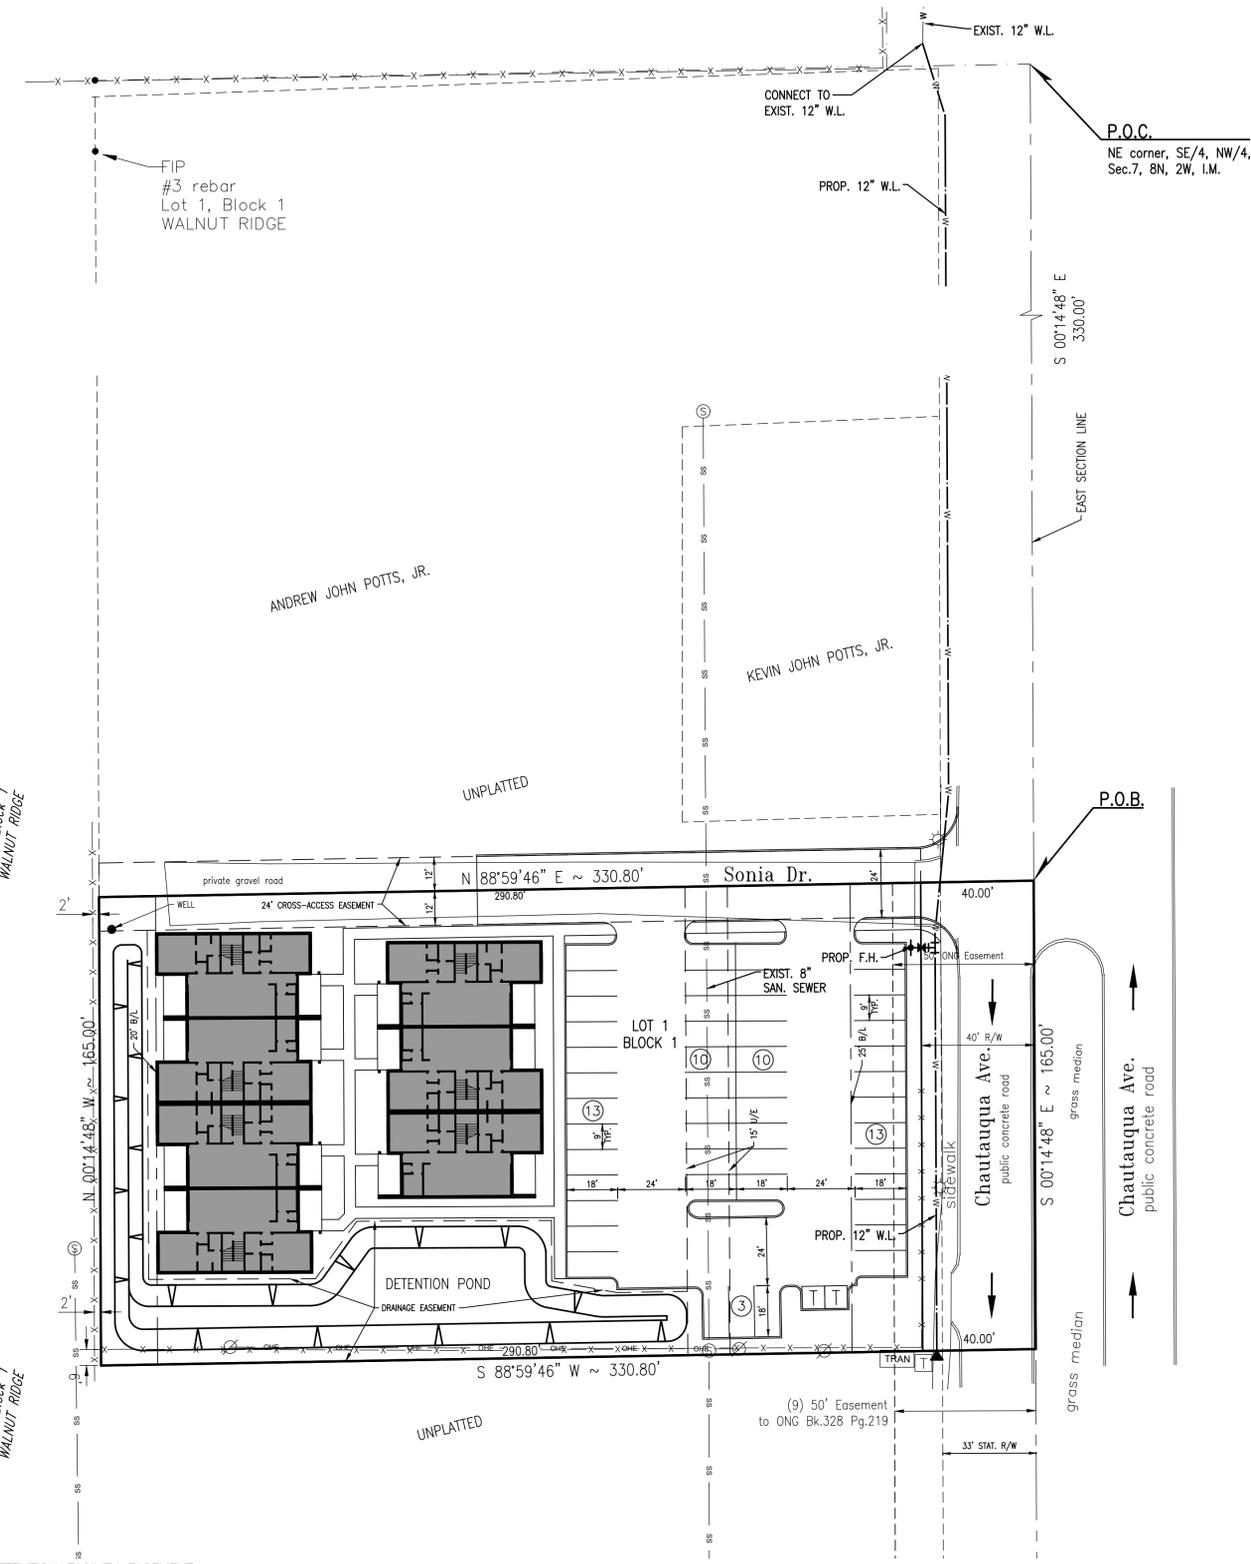 W
EXIST. 12" W.L.
CONNECT TO
EXIST. 12" W.L.
P.O.C.
NE corner, SE/4, NW/4,
Sec.7, 8N, 2W, I.M.
FIP
#3 rebar
Lot 1, Block 1
WALNUT RIDGE
PROP. 12" W.L.
S 00°14'48" E
330.00'
EAST SECTION LINE
S
ANDREW JOHN POTTS, JR.
KEVIN JOHN POTTS, JR.
UNPLATTED
P.O.B.
WALNUT RIDGE
private gravel road
12'
N 88°59'46" E ~ 330.80'
Sonia Dr.
24'
290.80'
40.00'
2'
WELL
24' CROSS-ACCESS EASEMENT
12'
PROP. F.H.
50' ONG Easement
EXIST. 8"
SAN. SEWER
LOT 1
BLOCK 1
9'
TYP.
20' B/L
N 00°14'48" W ~ 165.00'
25' B/L
40' R/W
10
10
13
9'
TYP.
15' U/E
13
Chautauqua Ave.
public concrete road
S 00°14'48" E ~ 165.00'
grass median
Chautauqua Ave.
public concrete road
sidewalk
18'
24'
18'
18'
24'
18'
PROP. 12" W.L.
24'
S
DETENTION POND
DRAINAGE EASEMENT
3
18'
T T
2'
OHE
OHE
OHE
OHE
OHE
OHE
290.80'
40.00'
S 88°59'46" W ~ 330.80'
TRAN
T
6'
grass median
WALNUT RIDGE
UNPLATTED
(9) 50' Easement
to ONG Bk.328 Pg.219
33' STAT. R/W
SS
SS